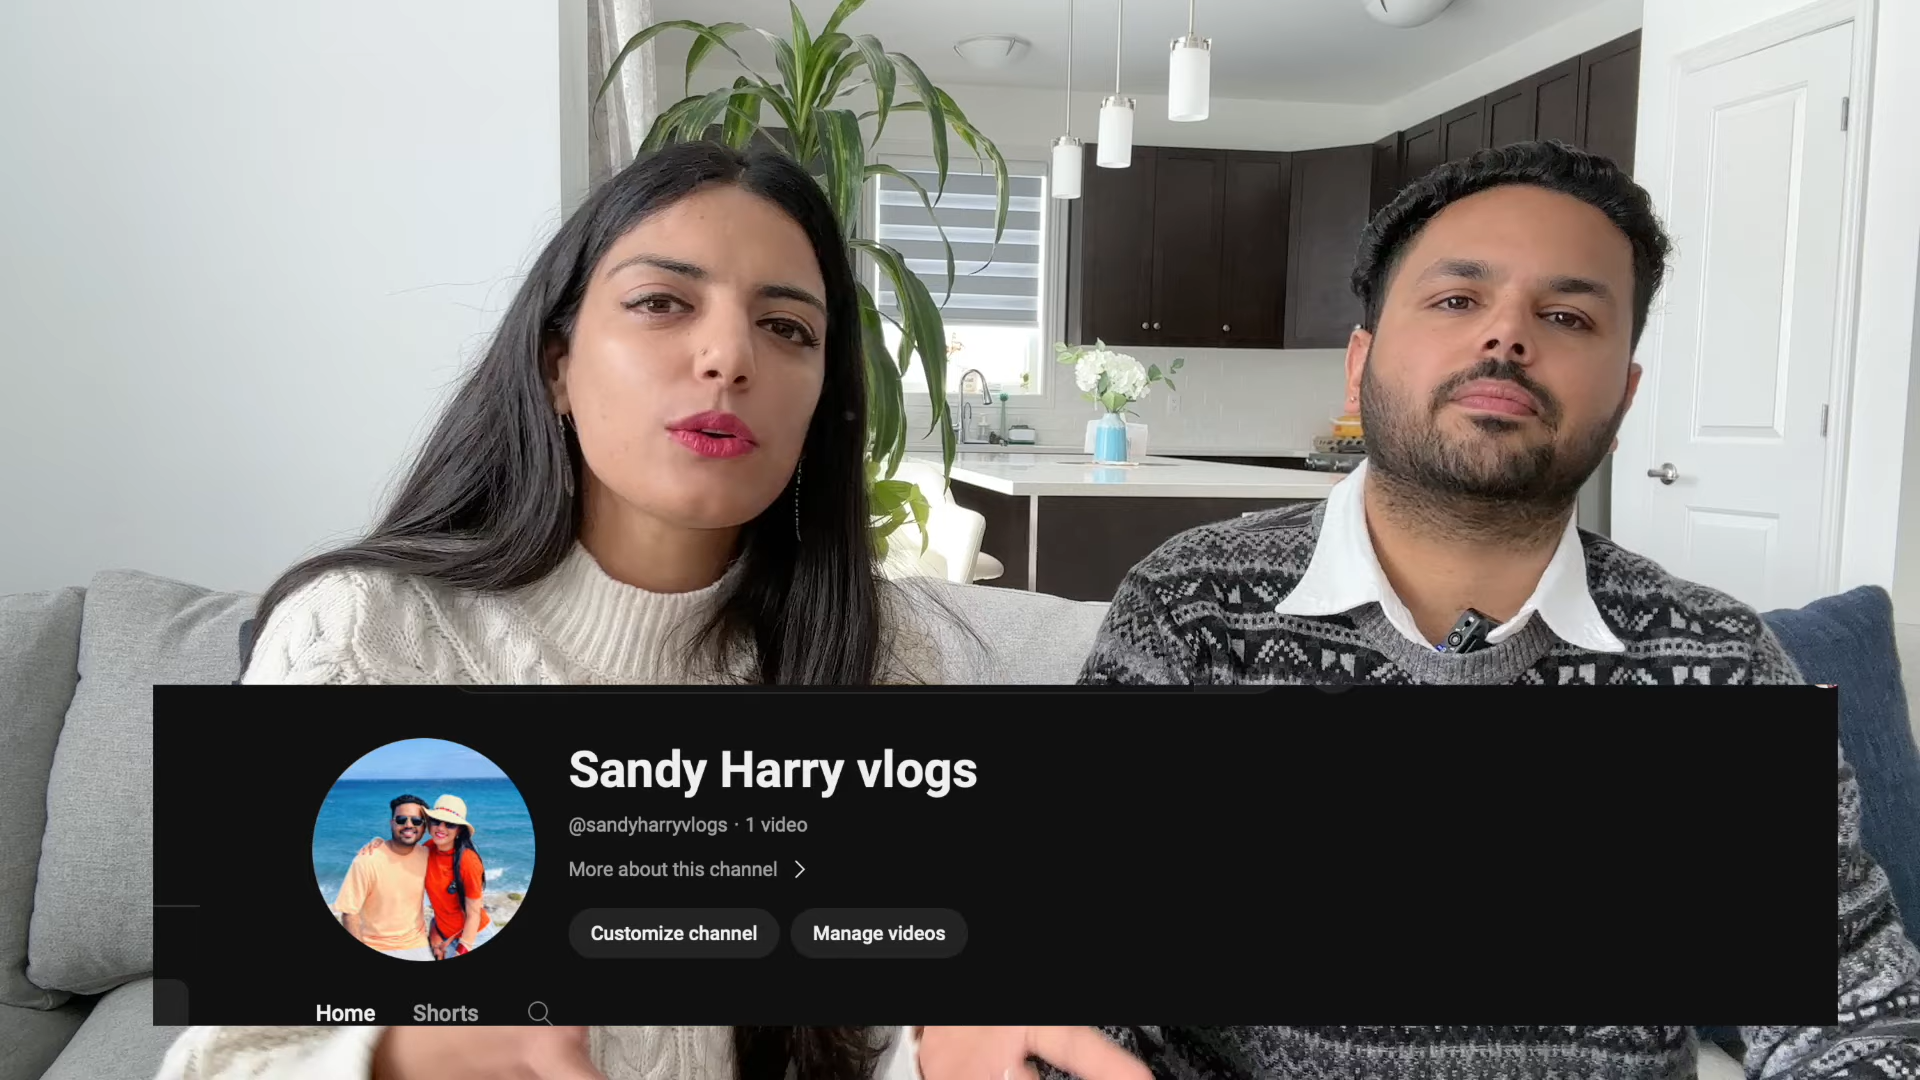 Sandy Harry vlogs
@sandyharryvlogs · 1 video
More about this channel
Customize channel
Manage videos
Home
Shorts